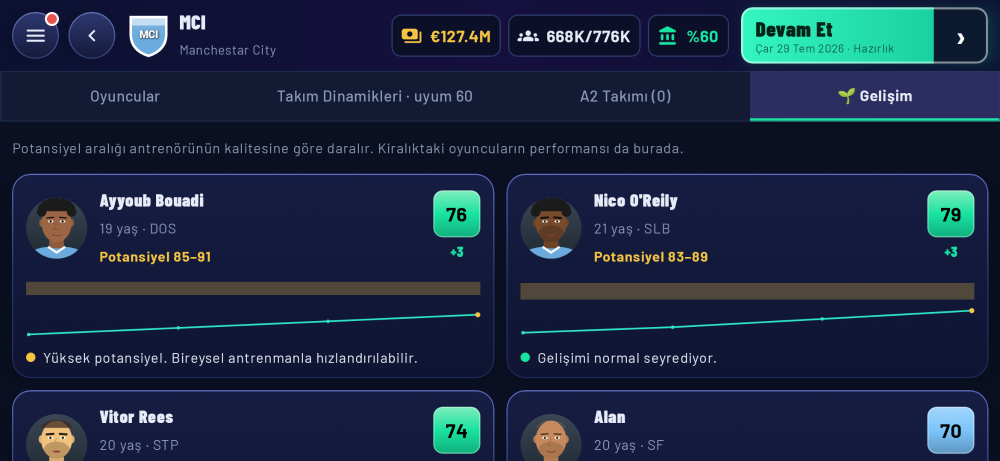 MCI
MCI
Manchestar City
€127.4M
668K/776K
%60
Devam Et
Çar 29 Tem 2026 · Hazırlık
Oyuncular
Takım Dinamikleri · uyum 60
A2 Takımı (0)
Gelişim
Potansiyel aralığı antrenörünün kalitesine göre daralır. Kiralıktaki oyuncuların performansı da burada.
Ayyoub Bouadi
19 yaş · DOS
Potansiyel 85–91
76
+3
Yüksek potansiyel. Bireysel antrenmanla hızlandırılabilir.
Nico O'Reily
21 yaş · SLB
Potansiyel 83–89
79
+3
Gelişimi normal seyrediyor.
Vitor Rees
20 yaş · STP
74
Alan
20 yaş · SF
70